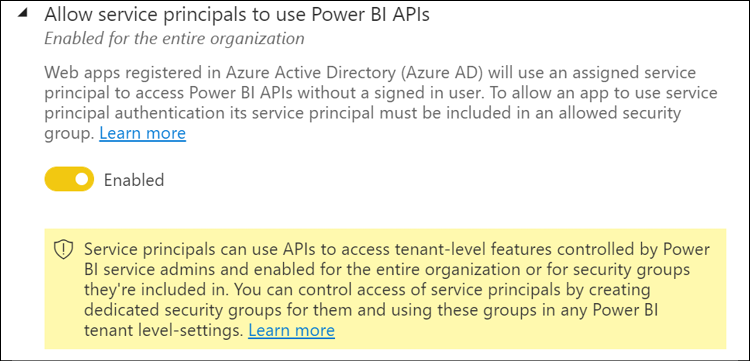 Allow service principals to use Power BI APIs
Enabled for the entire organization
Web apps registered in Azure Active Directory (Azure AD) will use an assigned service
principal to access Power BI APIs without a signed in user. To allow an app to use service
principal authentication its service principal must be included in an allowed security
group. Learn more
Enabled
Service principals can use APIs to access tenant-level features controlled by Power
BI service admins and enabled for the entire organization or for security groups
they're included in. You can control access of service principals by creating
dedicated security groups for them and using these groups in any Power BI
tenant level-settings. Learn more